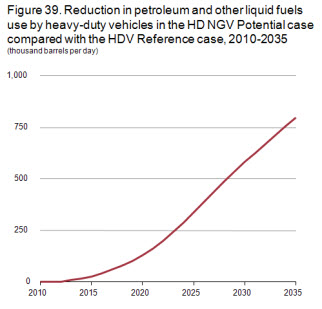 Figure 39. Reduction in petroleum and other liquid fuels
use by heavy-duty vehicles in the HD NGV Potential case
compared with the HDV Reference case, 2010-2035
(thousand barrels per day)
1,000
750
500
250
0
2010 2015 2020 2025 2030 2035